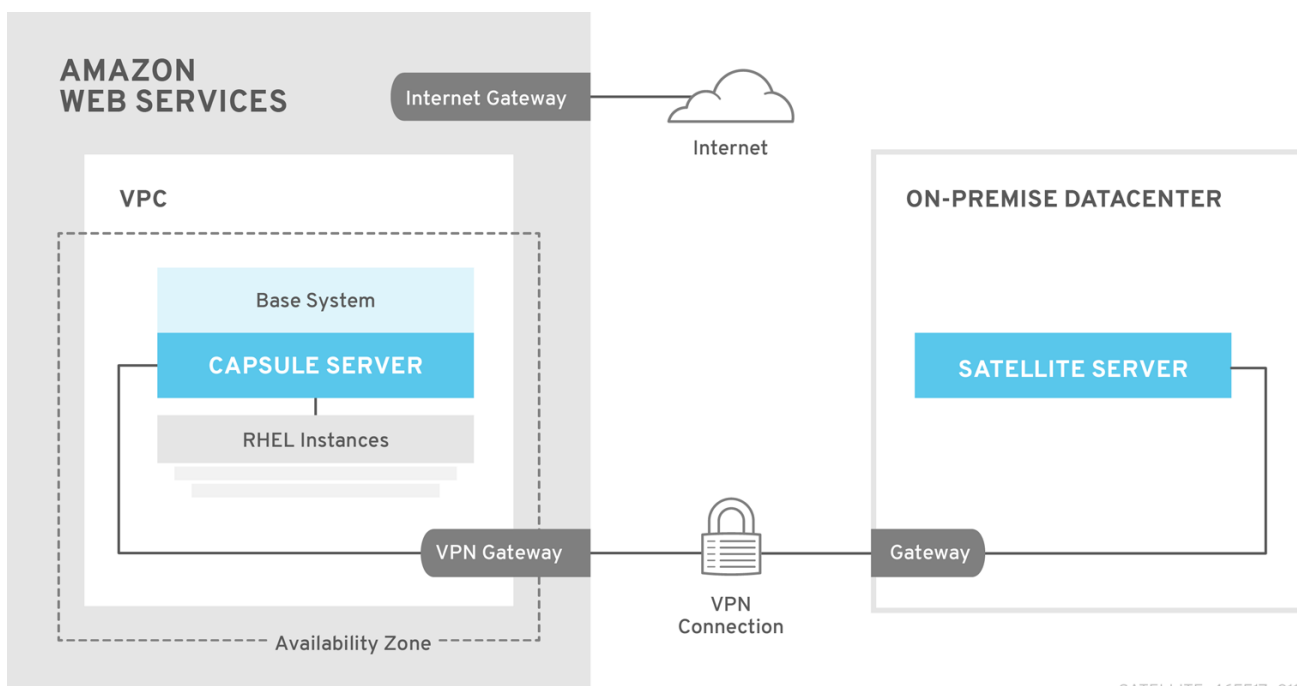 AMAZON
WEB SERVICES
Internet Gateway
Internet
VPC
ON-PREMISE DATACENTER
Base System
CAPSULE SERVER
SATELLITE SERVER
RHEL Instances
VPN Gateway
Gateway
VPN
Connection
Availability Zone